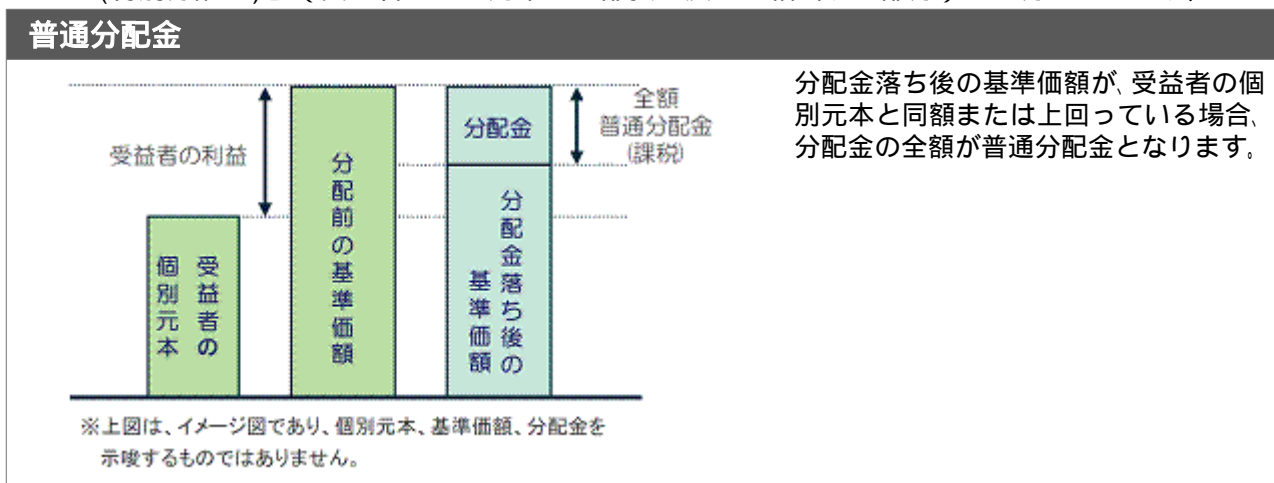 普通分配金
全額
普通分配金
(課税)
分配金
受益者の利益
分配前の基準価額
分配金落ち後の
基準価額
受益者の
個別元本
※上図は、イメージ図であり、個別元本、基準価額、分配金を
示唆するものではありません。
分配金落ち後の基準価額が、受益者の個
別元本と同額または上回っている場合、
分配金の全額が普通分配金となります。